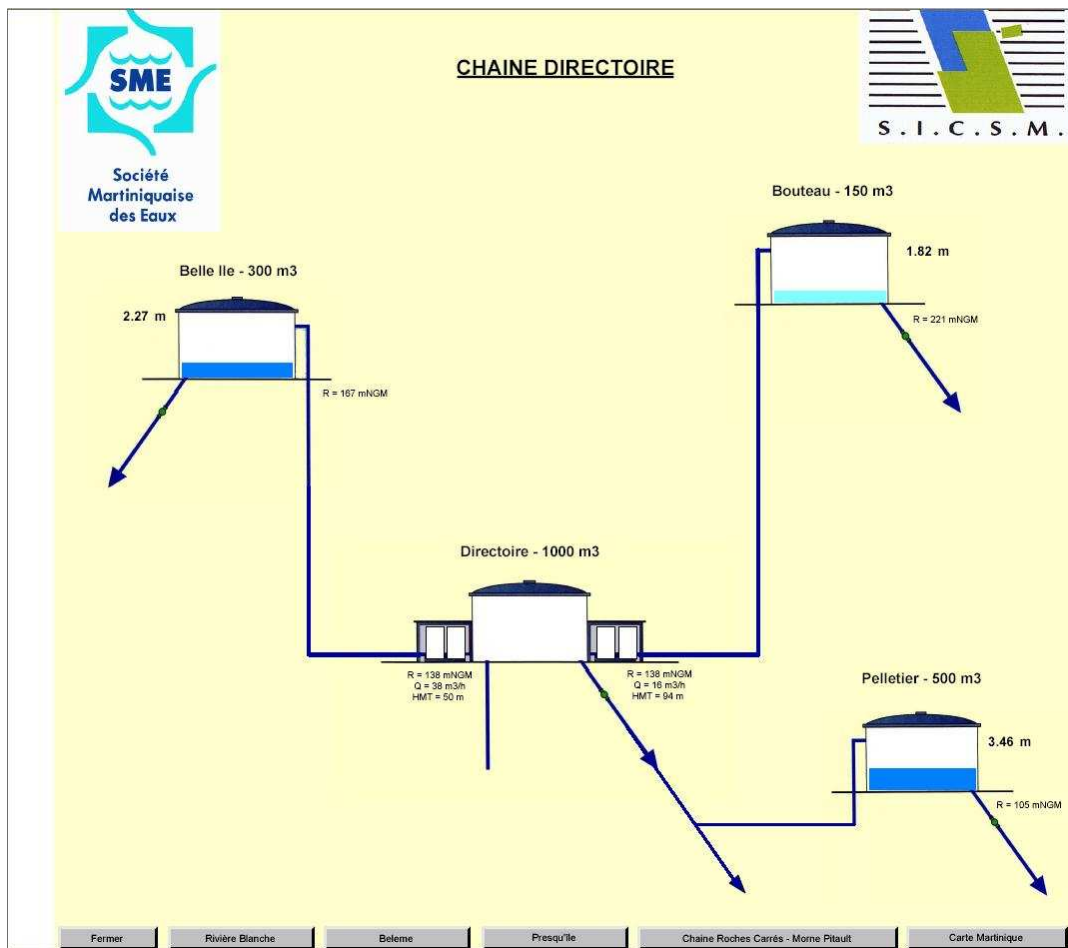 SME
Société
Martiniquaise
des Eaux
CHAINE DIRECTOIRE
S.I.C.S.M.
Bouteau - 150 m3
1.82 m
R = 221 mNGM
Belle Ile - 300 m3
2.27 m
R = 167 mNGM
Directoire - 1000 m3
R = 138 mNGM
Q = 38 m3/h
HMT = 50 m
R = 138 mNGM
Q = 16 m3/h
HMT = 94 m
Pelletier - 500 m3
3.46 m
R = 105 mNGM
Fermer
Rivière Blanche
Beleme
Presqu'île
Chaine Roches Carrés - Morne Pitault
Carte Martinique